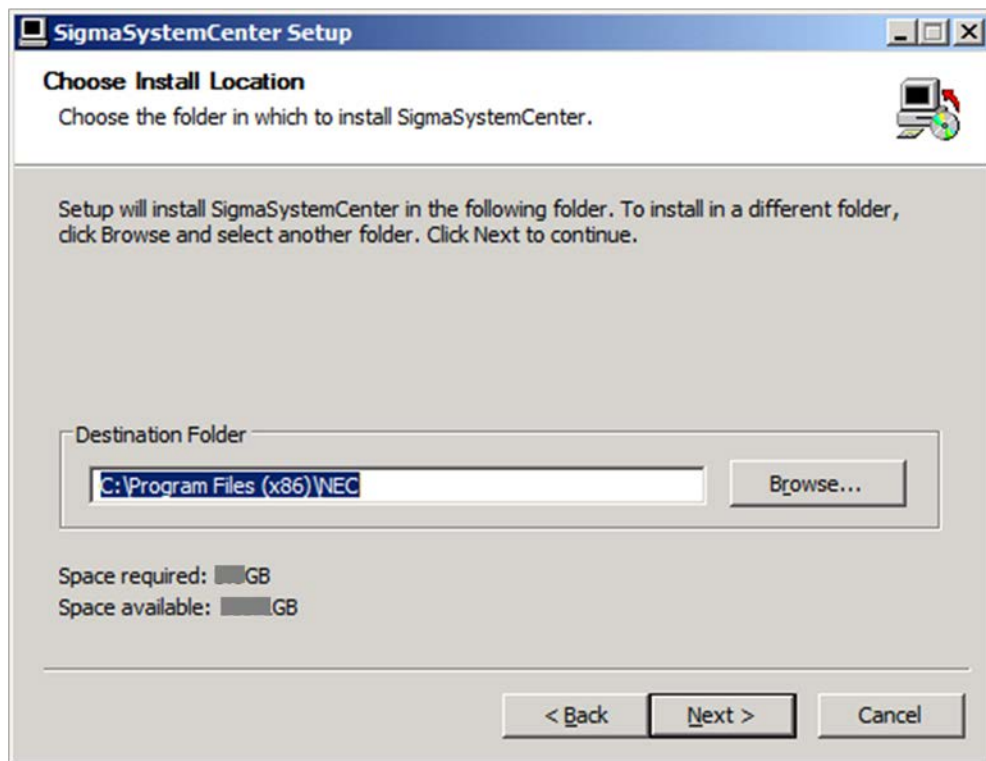 SigmaSystemCenter Setup
Choose Install Location
Choose the folder in which to install SigmaSystemCenter.
Setup will install SigmaSystemCenter in the following folder. To install in a different folder,
click Browse and select another folder. Click Next to continue.
Destination Folder
C:\Program Files (x86)\NEC
Browse...
Space required: GB
Space available: GB
< Back
Next >
Cancel